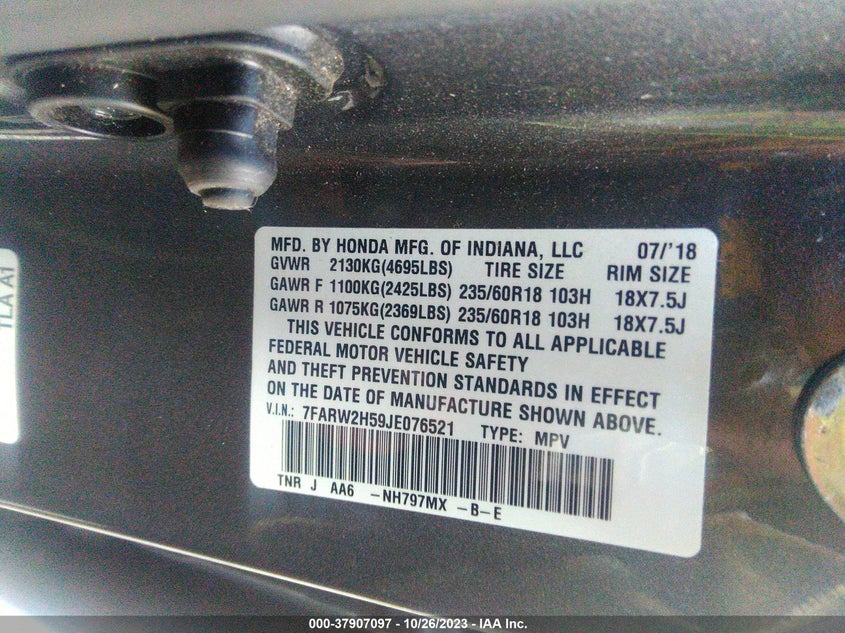 MFD. BY HONDA MFG. OF INDIANA, LLC 07/'18
GVWR 2130KG(4695LBS) TIRE SIZE RIM SIZE
GAWR F 1100KG(2425LBS) 235/60R18 103H 18X7.5J
GAWR R 1075KG(2369LBS) 235/60R18 103H 18X7.5J
THIS VEHICLE CONFORMS TO ALL APPLICABLE
FEDERAL MOTOR VEHICLE SAFETY
AND THEFT PREVENTION STANDARDS IN EFFECT
ON THE DATE OF MANUFACTURE SHOWN ABOVE.
V.I.N.: 7FARW2H59JE076521 TYPE: MPV
TNR J AA6 -NH797MX -B-E
TLA A1
000-37907097 - 10/26/2023 - IAA Inc.